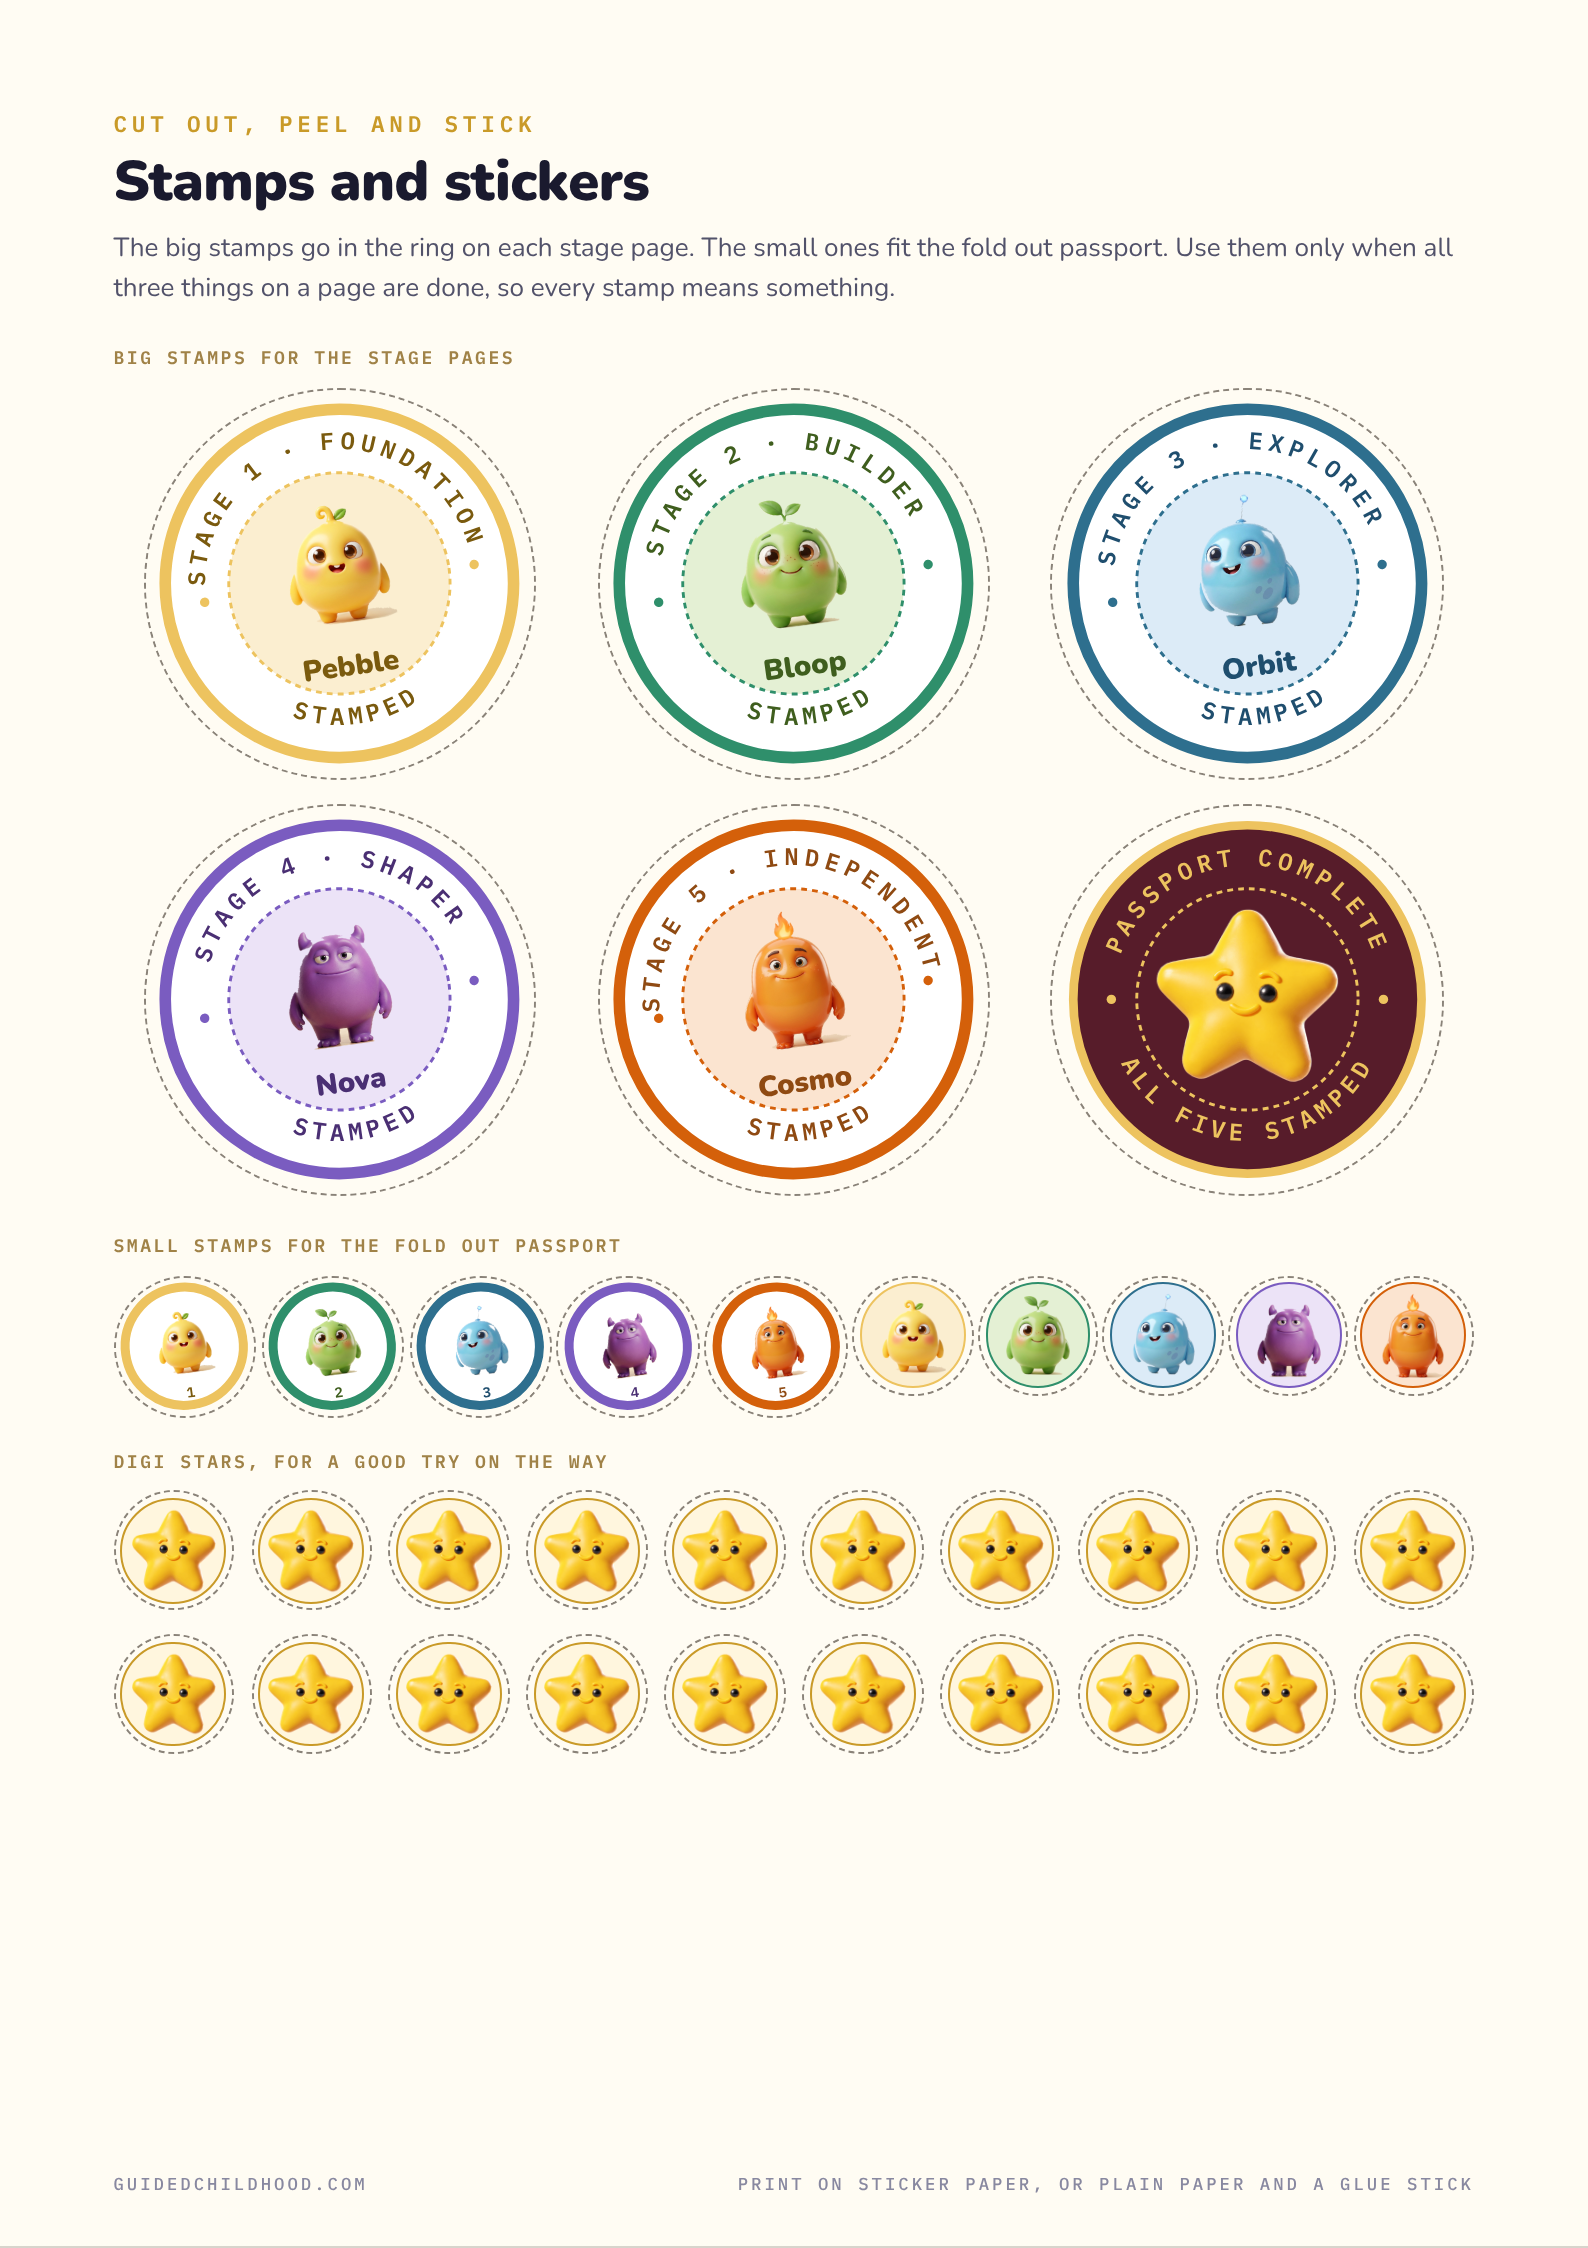 CUT OUT, PEEL AND STICK
Stamps and stickers
The big stamps go in the ring on each stage page. The small ones fit the fold out passport. Use them only when all
three things on a page are done, so every stamp means something.
BIG STAMPS FOR THE STAGE PAGES
STAGE 1 · FOUNDATION
Pebble
STAMPED
STAGE 2 · BUILDER
Bloop
STAMPED
STAGE 3 · EXPLORER
Orbit
STAMPED
STAGE 4 · SHAPER
Nova
STAMPED
STAGE 5 · INDEPENDENT
Cosmo
STAMPED
PASSPORT COMPLETE
ALL FIVE STAMPED
SMALL STAMPS FOR THE FOLD OUT PASSPORT
1
2
3
4
5
DIGI STARS, FOR A GOOD TRY ON THE WAY
GUIDEDCHILDHOOD.COM
PRINT ON STICKER PAPER, OR PLAIN PAPER AND A GLUE STICK